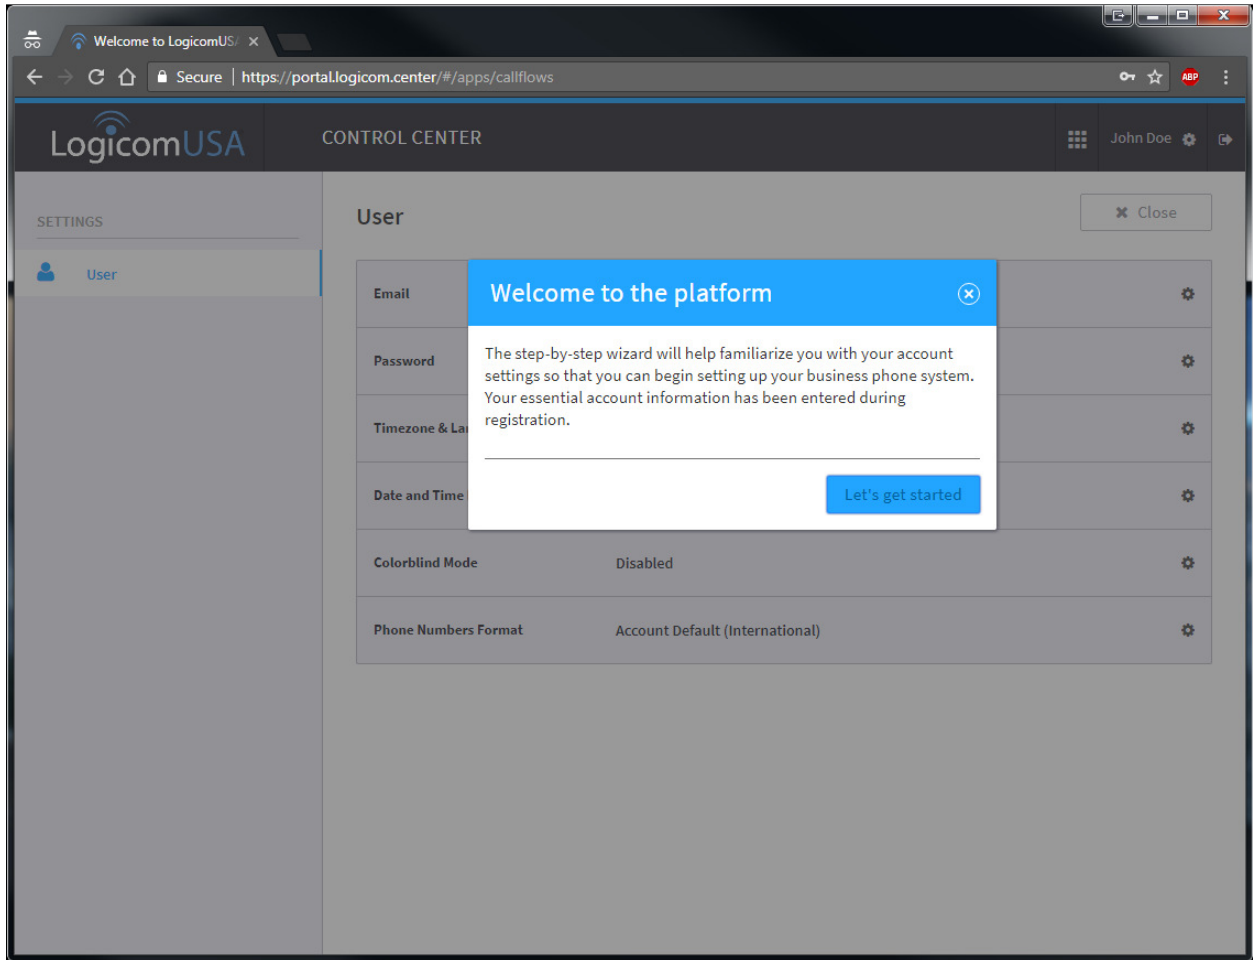 Welcome to LogicomUS
Secure | https://portal.logicom.center/#/apps/callflows
ABP
LogicomUSA
CONTROL CENTER
John Doe
SETTINGS
User
User
Close
Email
Welcome to the platform
Password
The step-by-step wizard will help familiarize you with your account
settings so that you can begin setting up your business phone system.
Your essential account information has been entered during
registration.
Timezone & La
Date and Time
Let's get started
Colorblind Mode
Disabled
Phone Numbers Format
Account Default (International)